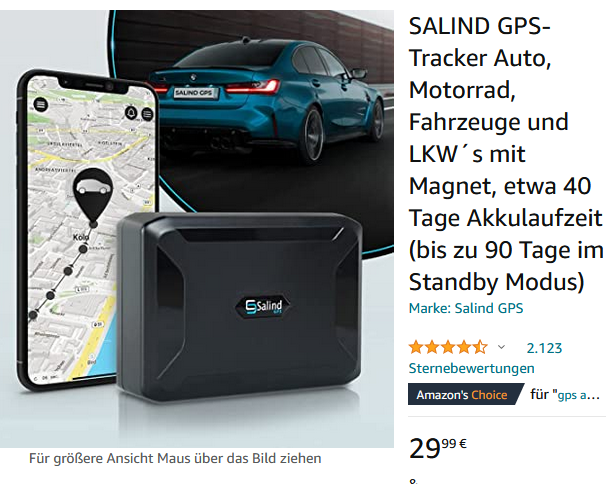 SALIND GPS-
Tracker Auto,
Motorrad,
Fahrzeuge und
LKW´s mit
Magnet, etwa 40
Tage Akkulaufzeit
(bis zu 90 Tage im
Standby Modus)
Marke: Salind GPS
2.123
Sternebewertungen
Amazon's Choice für "gps a...
29 99 €
SALIND GPS
Salind
GPS
Für größere Ansicht Maus über das Bild ziehen